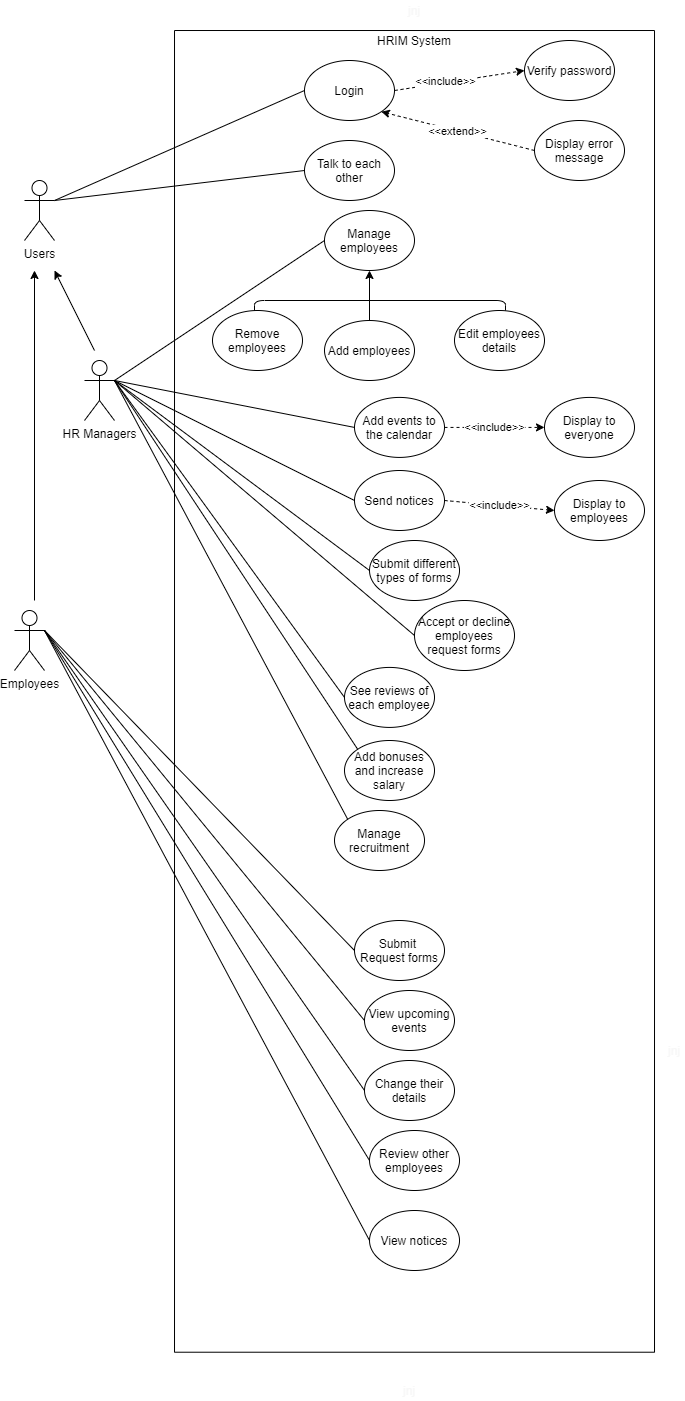 HRIM System
Login
<<include>>
Verify password
<<extend>>
Display error
message
Talk to each
other
Users
Manage
employees
Remove
employees
Add employees
Edit employees
details
HR Managers
Add events to
the calendar
<<include>>
Display to
everyone
Send notices
<<include>>
Display to
employees
Submit different
types of forms
Accept or decline
employees
request forms
Employees
See reviews of
each employee
Add bonuses
and increase
salary
Manage
recruitment
Submit
Request forms
View upcoming
events
Change their
details
Review other
employees
View notices